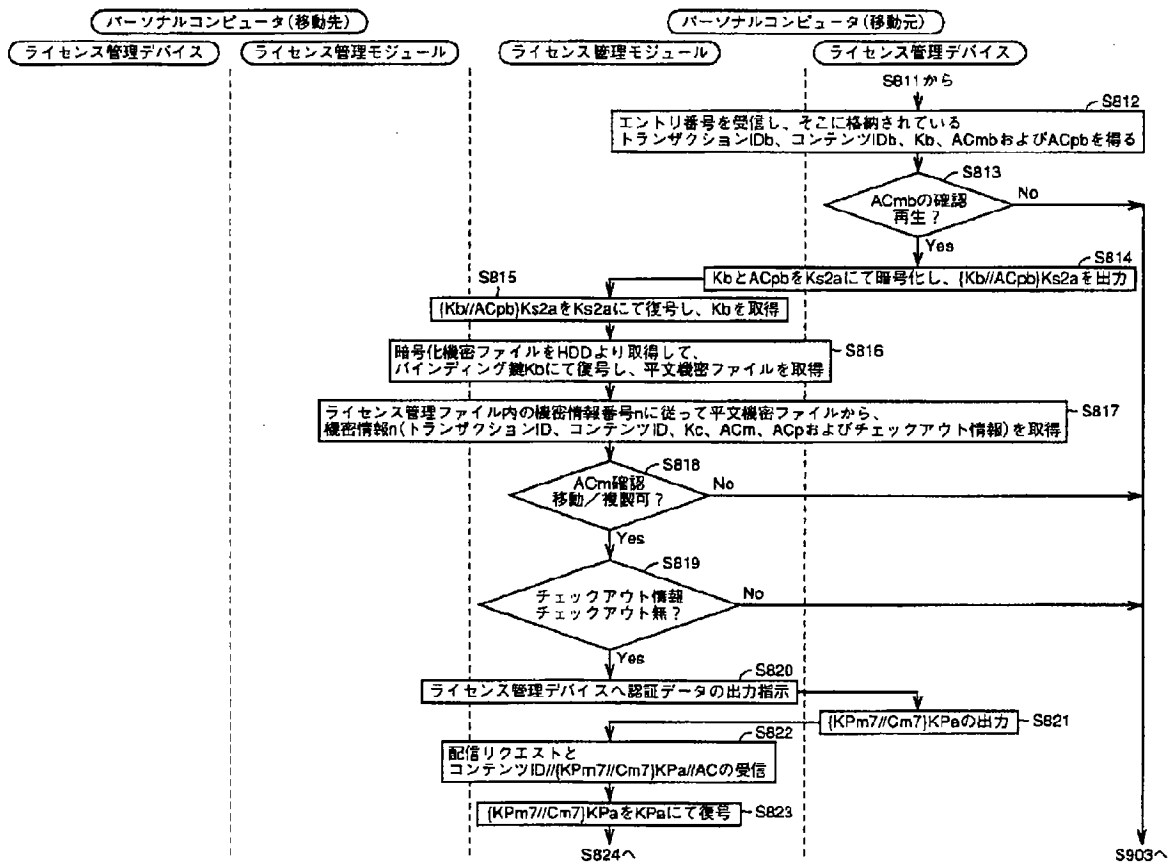 パーソナルコンピュータ(移動先)
パーソナルコンピュータ(移動元)
ライセンス管理デバイス
ライセンス管理モジュール
ライセンス管理モジュール
ライセンス管理デバイス
S811から
S812
エントリ番号を受信し、そこに格納されている
トランザクションIDb、コンテンツIDb、Kb、ACmbおよびACpbを得る
S813
ACmbの確認
再生?
No
Yes
S814
KbとACpbをKs2aにて暗号化し、{Kb//ACpb}Ks2aを出力
S815
{Kb//ACpb}Ks2aをKs2aにて復号し、Kbを取得
S816
暗号化機密ファイルをHDDより取得して、
バインディング鍵Kbにて復号し、平文機密ファイルを取得
S817
ライセンス管理ファイル内の機密情報番号nに従って平文機密ファイルから、
機密情報n(トランザクションID、コンテンツID、Kc、ACm、ACpおよびチェックアウト情報)を取得
S818
ACm確認
移動/複製可?
No
Yes
S819
チェックアウト情報
チェックアウト無?
No
Yes
S820
ライセンス管理デバイスへ認証データの出力指示
{KPm7//Cm7}KPaの出力
S821
S822
配信リクエストと
コンテンツID//{KPm7//Cm7}KPa//ACの受信
{KPm7//Cm7}KPaをKPaにて復号
S823
S824へ
S903へ